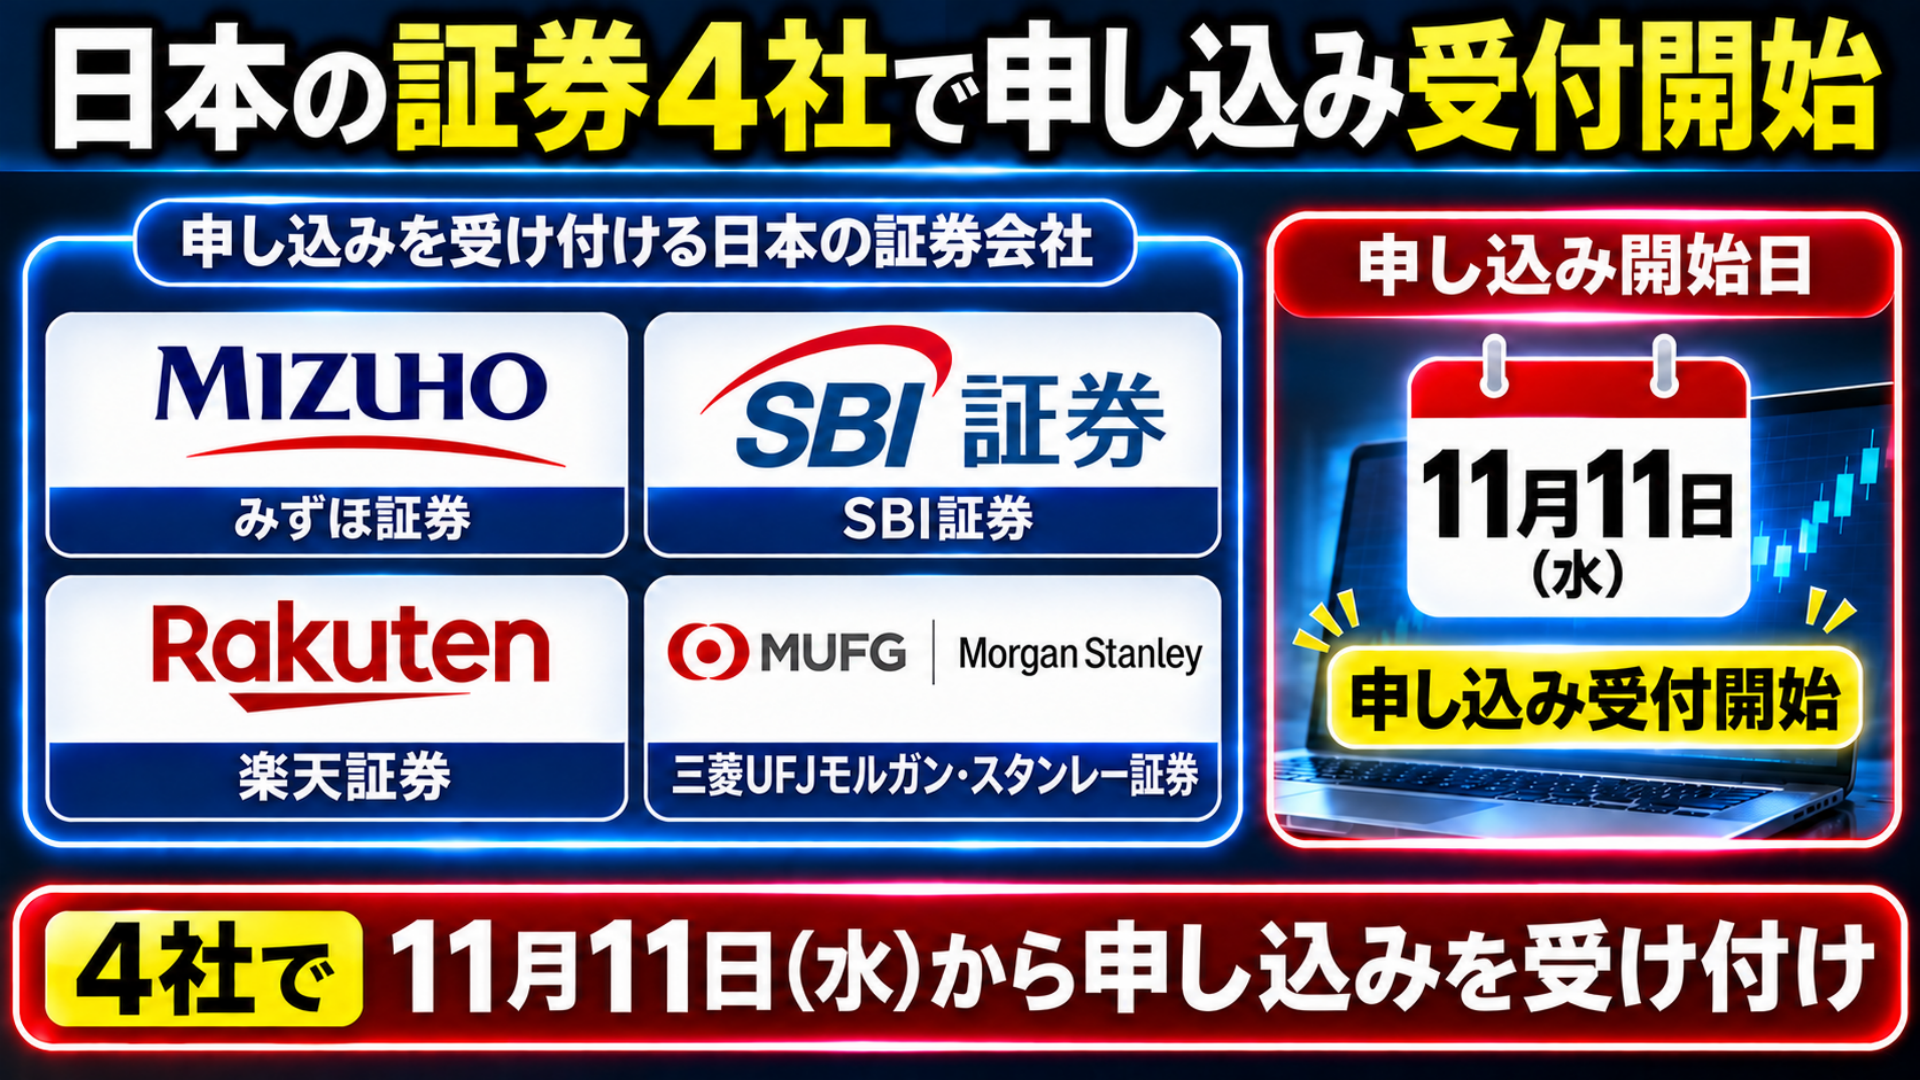 日本の証券4社で申し込み受付開始
申し込みを受け付ける日本の証券会社
MIZUHO
みずほ証券
SBI 証券
SBI証券
Rakuten
楽天証券
MUFG | Morgan Stanley
三菱UFJモルガン・スタンレー証券
申し込み開始日
11月11日
(水)
申し込み受付開始
4社で 11月11日(水)から申し込みを受け付け